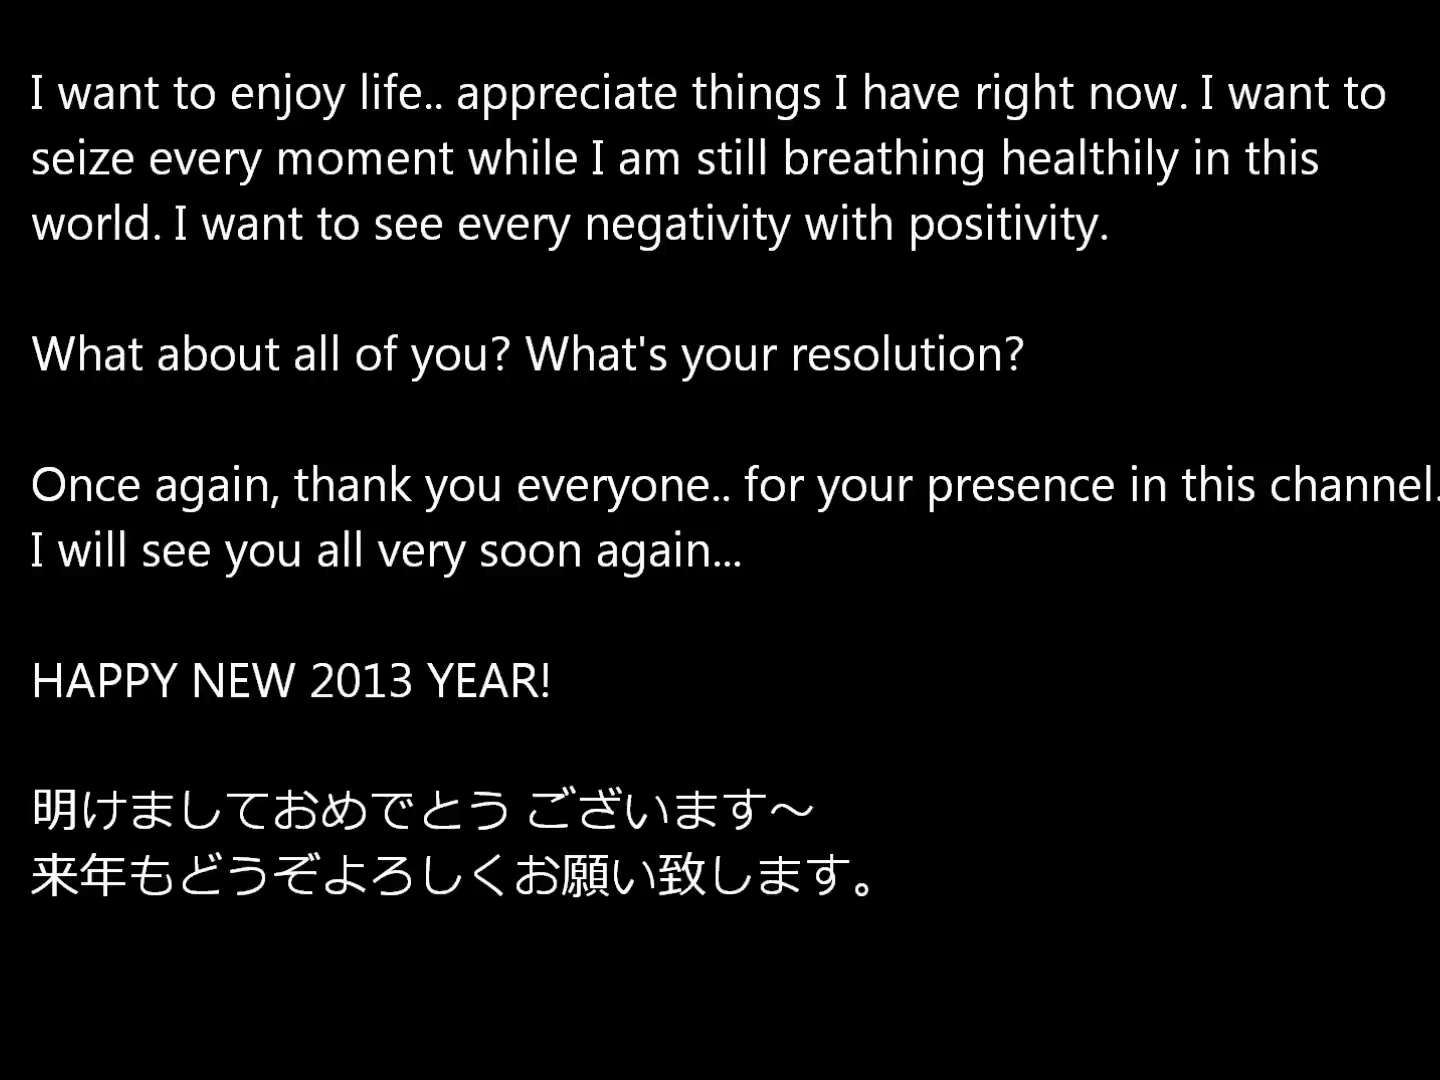 I want to enjoy life.. appreciate things I have right now. I want to
seize every moment while I am still breathing healthily in this
world. I want to see every negativity with positivity.
What about all of you? What's your resolution?
Once again, thank you everyone.. for your presence in this channel.
I will see you all very soon again...
HAPPY NEW 2013 YEAR!
明けましておめでとう ございます～
来年もどうぞよろしくお願い致します。